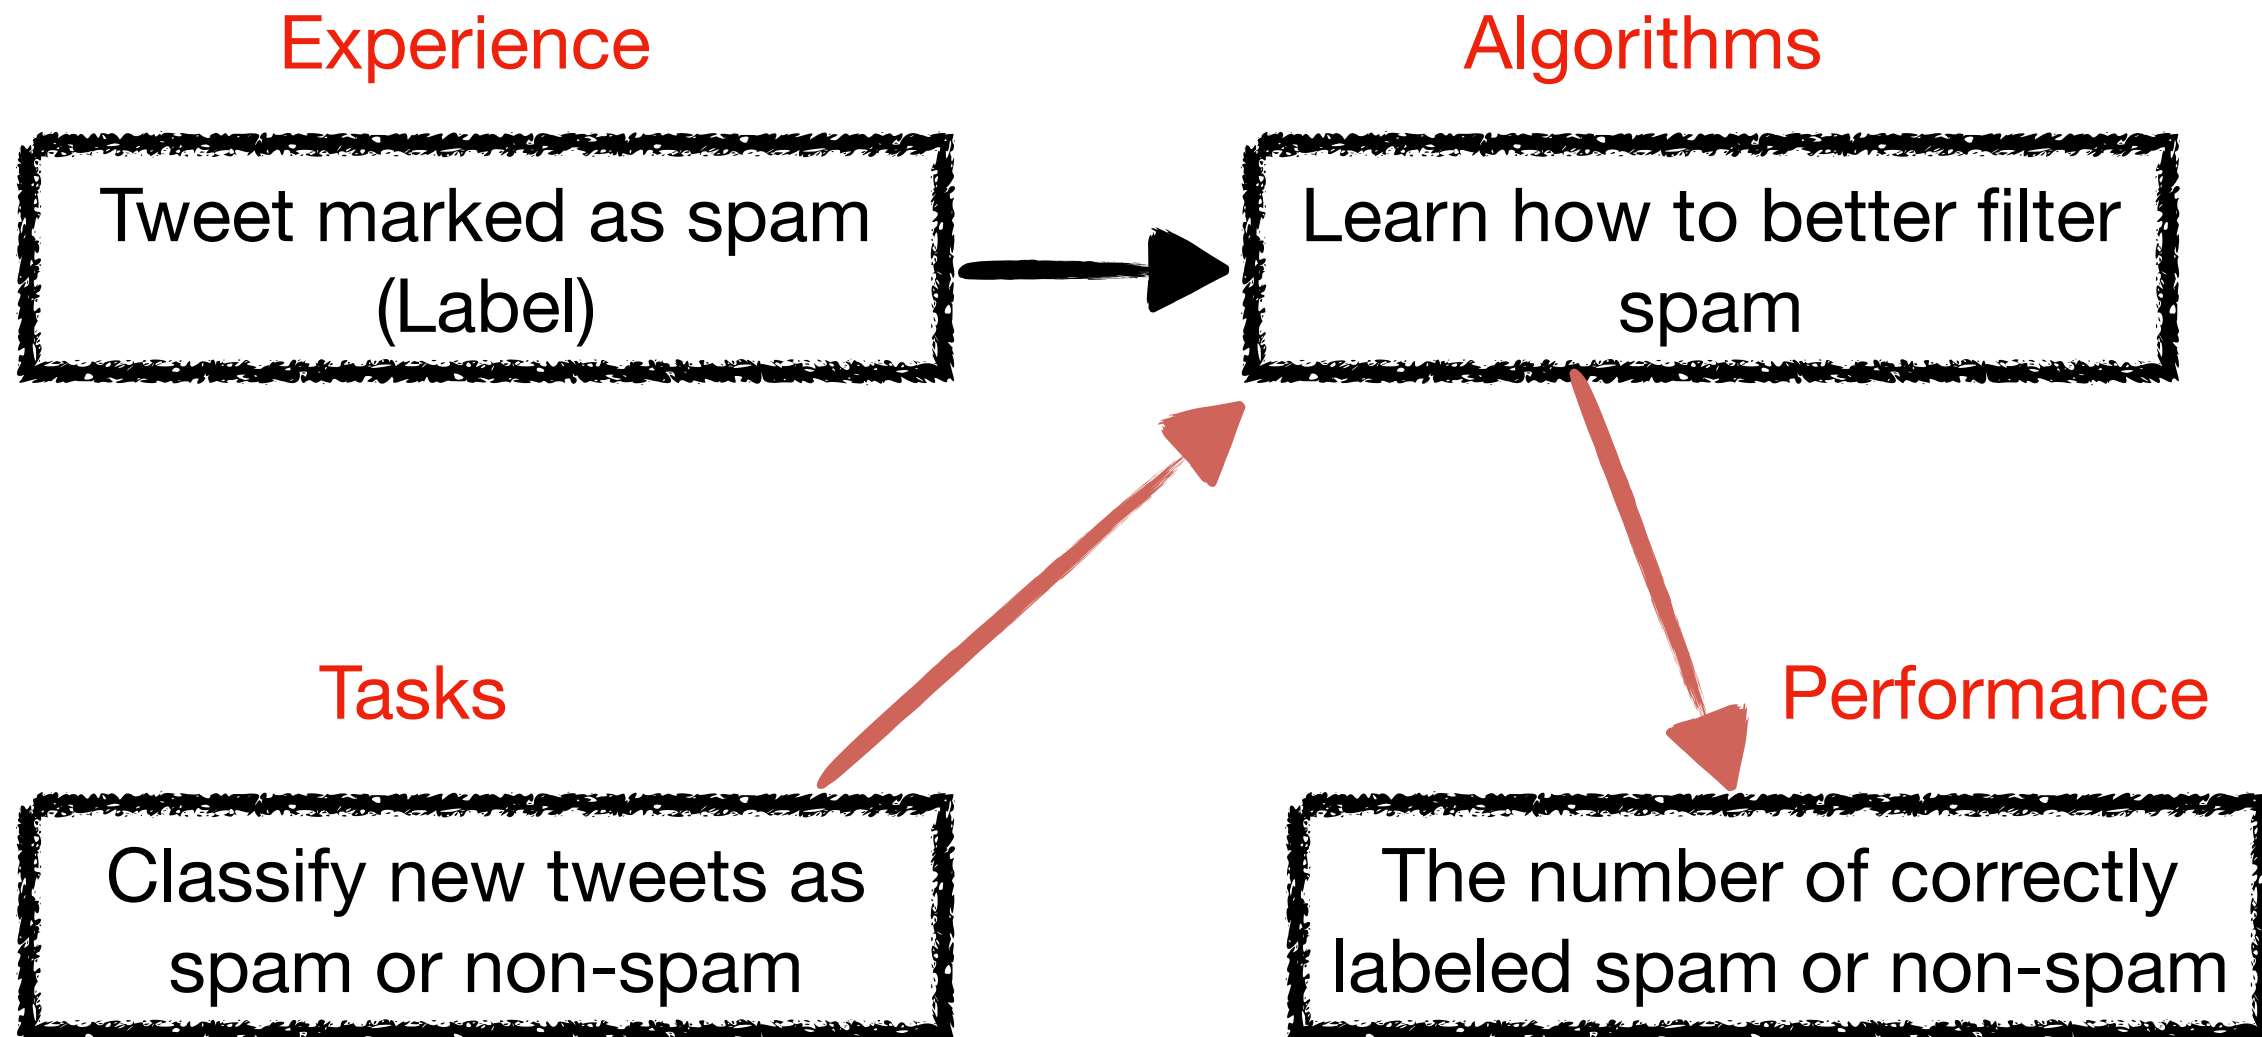 Experience
Algorithms
Tweet marked as spam
(Label)
Learn how to better filter
spam
Tasks
Performance
Classify new tweets as
spam or non-spam
The number of correctly
labeled spam or non-spam